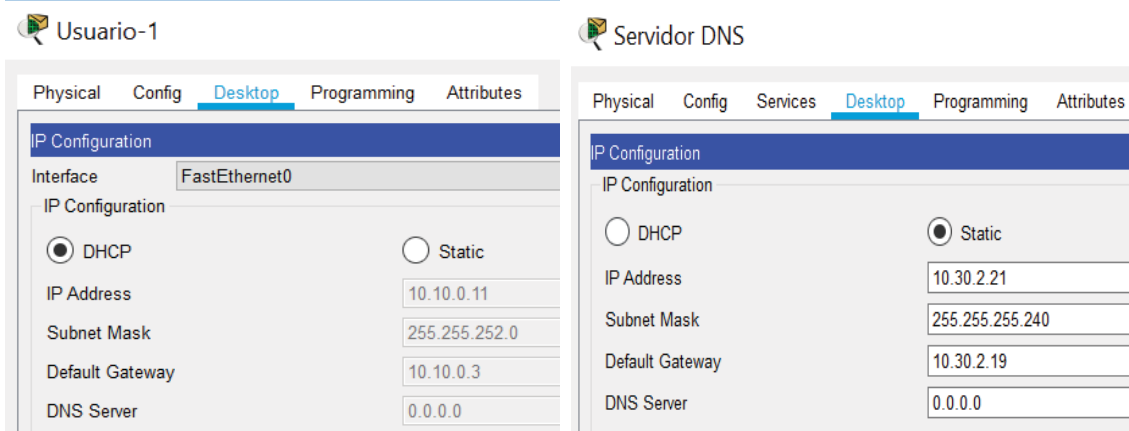 Usuario-1
Physical Config Desktop Programming Attributes
IP Configuration
Interface FastEthernet0
IP Configuration
DHCP Static
IP Address 10.10.0.11
Subnet Mask 255.255.252.0
Default Gateway 10.10.0.3
DNS Server 0.0.0.0
Servidor DNS
Physical Config Services Desktop Programming Attributes
IP Configuration
IP Configuration
DHCP Static
IP Address 10.30.2.21
Subnet Mask 255.255.255.240
Default Gateway 10.30.2.19
DNS Server 0.0.0.0